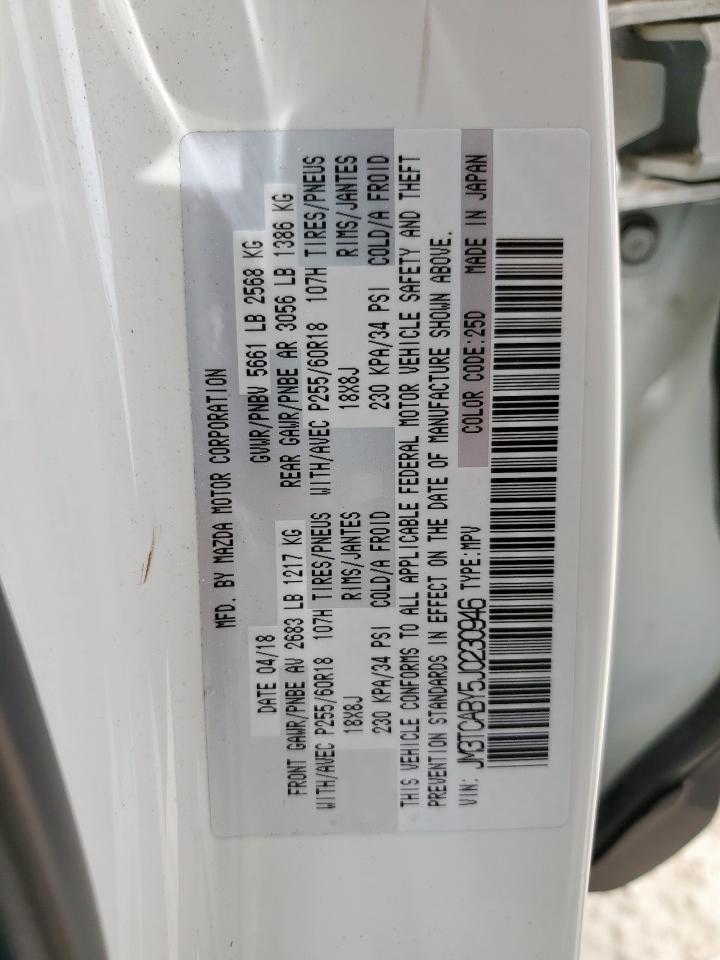 MFD. BY MAZDA MOTOR CORPORATION
DATE 04/18 GVWR/PNBV 5661 LB 2568 KG
FRONT GAWR/PNBE AV 2683 LB 1217 KG REAR GAWR/PNBE AR 3056 LB 1386 KG
WITH/AVEC P255/60R18 107H TIRES/PNEUS WITH/AVEC P255/60R18 107H TIRES/PNEUS
18X8J RIMS/JANTES 18X8J RIMS/JANTES
230 KPA/34 PSI COLD/A FROID 230 KPA/34 PSI COLD/A FROID
THIS VEHICLE CONFORMS TO ALL APPLICABLE FEDERAL MOTOR VEHICLE SAFETY AND THEFT
PREVENTION STANDARDS IN EFFECT ON THE DATE OF MANUFACTURE SHOWN ABOVE.
VIN: JM3TCABY5J0230946 TYPE:MPV COLOR CODE:25D MADE IN JAPAN